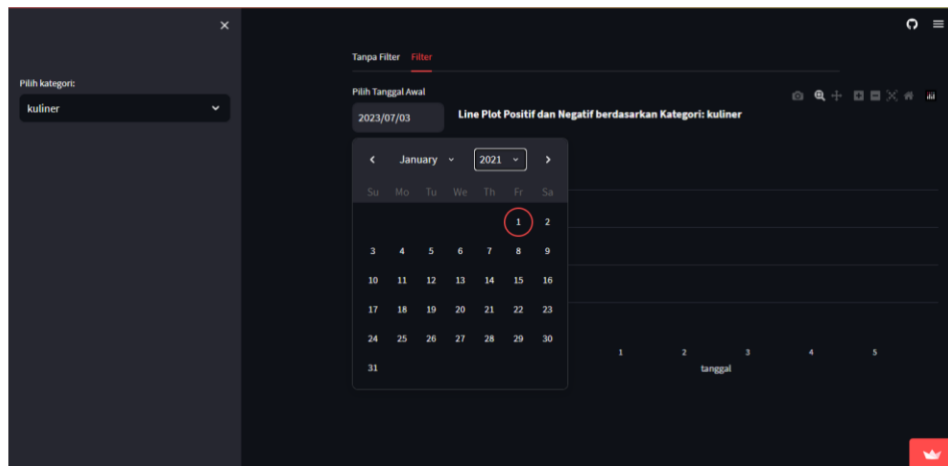 Pilih kategori:
kuliner
Tanpa Filter Filter
Pilih Tanggal Awal
2023/07/03
Line Plot Positif dan Negatif berdasarkan Kategori: kuliner
January 2021
Su Mo Tu We Th Fr Sa
1 2
3 4 5 6 7 8 9
10 11 12 13 14 15 16
17 18 19 20 21 22 23
24 25 26 27 28 29 30
31
1 2 3 4 5
tanggal